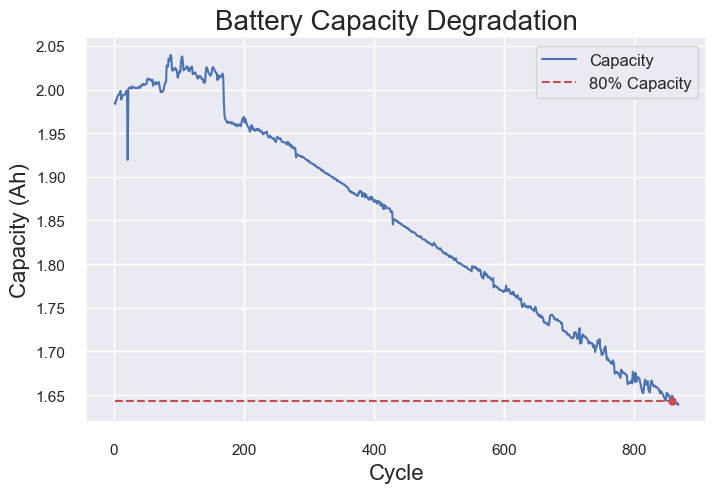 Battery Capacity Degradation
Capacity
80% Capacity
Capacity (Ah)
2.05
2.00
1.95
1.90
1.85
1.80
1.75
1.70
1.65
0 200 400 600 800
Cycle